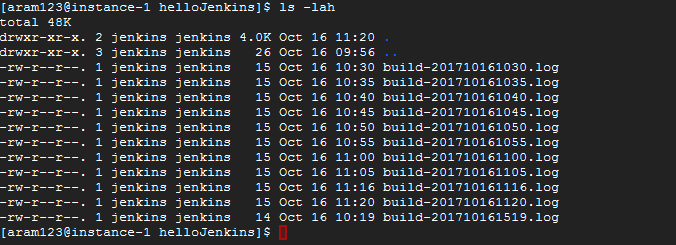 [aram123@instance-1 helloJenkins]$ ls -lah
total 48K
drwxr-xr-x. 2 jenkins jenkins 4.0K Oct 16 11:20 .
drwxr-xr-x. 3 jenkins jenkins   26 Oct 16 09:56 ..
-rw-r--r--. 1 jenkins jenkins   15 Oct 16 10:30 build-201710161030.log
-rw-r--r--. 1 jenkins jenkins   15 Oct 16 10:35 build-201710161035.log
-rw-r--r--. 1 jenkins jenkins   15 Oct 16 10:40 build-201710161040.log
-rw-r--r--. 1 jenkins jenkins   15 Oct 16 10:45 build-201710161045.log
-rw-r--r--. 1 jenkins jenkins   15 Oct 16 10:50 build-201710161050.log
-rw-r--r--. 1 jenkins jenkins   15 Oct 16 10:55 build-201710161055.log
-rw-r--r--. 1 jenkins jenkins   15 Oct 16 11:00 build-201710161100.log
-rw-r--r--. 1 jenkins jenkins   15 Oct 16 11:05 build-201710161105.log
-rw-r--r--. 1 jenkins jenkins   15 Oct 16 11:16 build-201710161116.log
-rw-r--r--. 1 jenkins jenkins   15 Oct 16 11:20 build-201710161120.log
-rw-r--r--. 1 jenkins jenkins   14 Oct 16 10:19 build-201710161519.log
[aram123@instance-1 helloJenkins]$